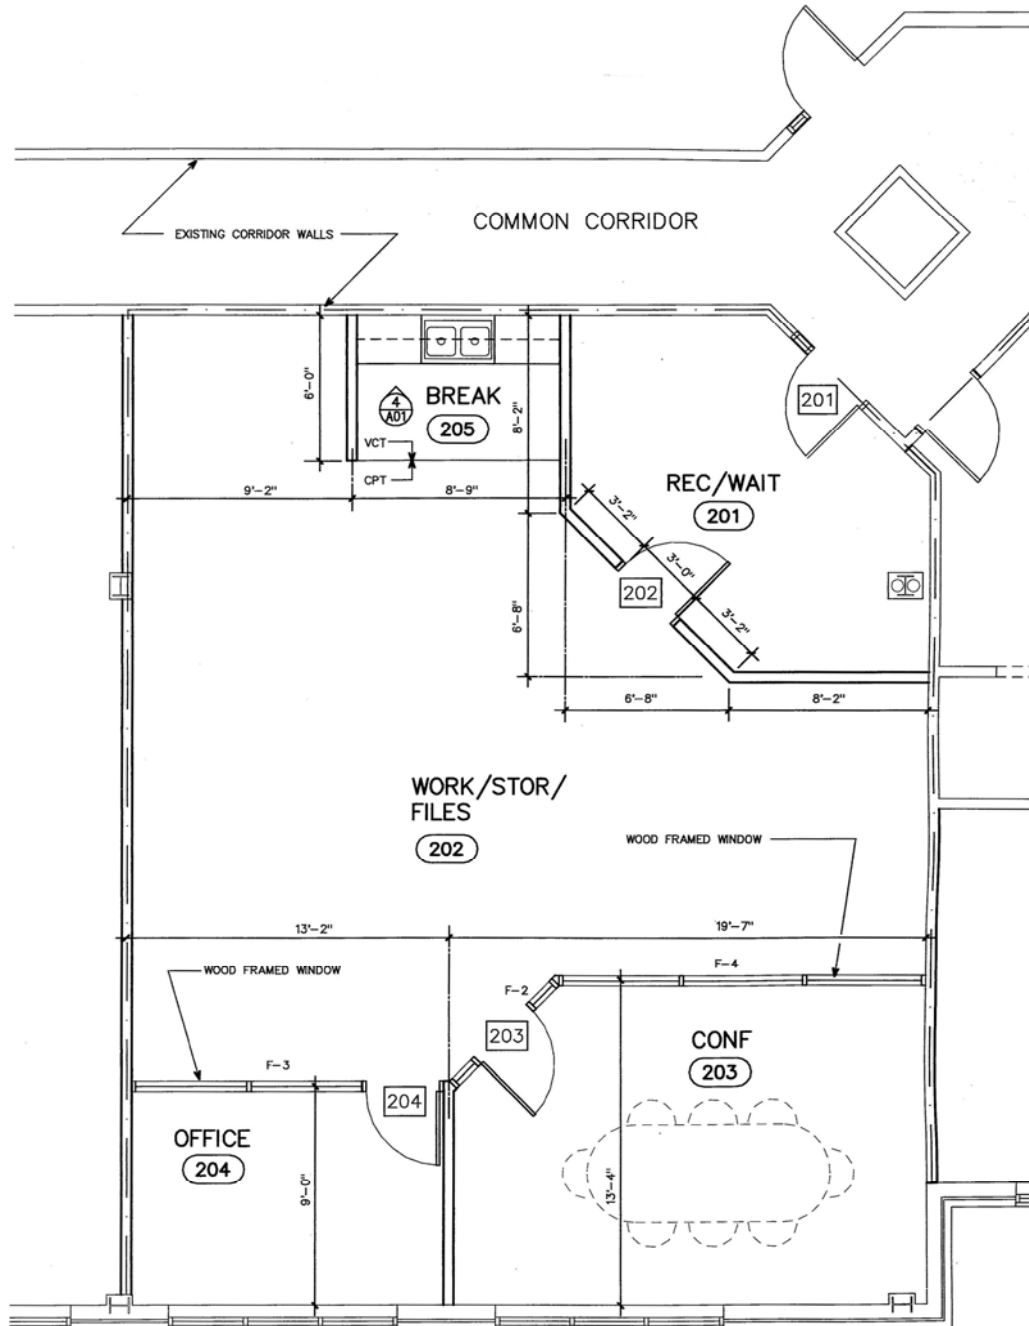 COMMON CORRIDOR
EXISTING CORRIDOR WALLS
6'-0"
4
A01
BREAK
205
VCT
CPT
8'-2"
201
REC/WAIT
201
9'-2"
8'-9"
3'-2"
3'-0"
3'-2"
202
6'-8"
6'-8"
8'-2"
WORK/STOR/
FILES
202
WOOD FRAMED WINDOW
13'-2"
19'-7"
WOOD FRAMED WINDOW
F-4
F-2
203
CONF
203
F-3
204
OFFICE
204
9'-0"
13'-4"